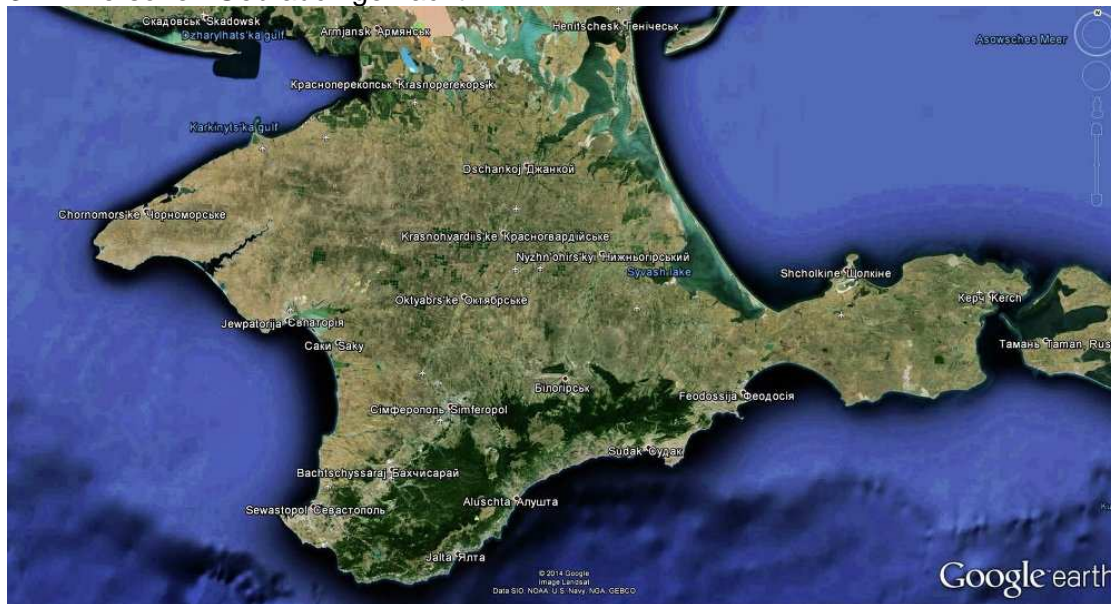 Скадовськ Skadowsk
Dzharylhats'ka gulf
Armjansk Армянськ
Henitschesk Генічеськ
Asowsches Meer
Красноперекопськ Krasnoperekops'k
Karkinyts'ka gulf
Dschankoj Джанкой
Chornomors'ke Чорноморське
Krasnohvardiis'ke Красногвардійське
Nyzhn'ohirs'kyi Нижньогірський
Syvash lake
Shcholkine Щолкіне
Oktyabrs'ke Октябрське
Керч Kerch
Jewpatorija Євпаторія
Саки Saky
Тамань Taman, Rus
Білогірськ
Feodossija Феодосія
Сімферополь Simferopol
Sudak Судак
Bachtschyssaraj Бахчисарай
Aluschta Алушта
Sewastopol Севастополь
Jalta Ялта
© 2014 Google
Image Landsat
Data SIO, NOAA, U.S. Navy, NGA, GEBCO
Google earth